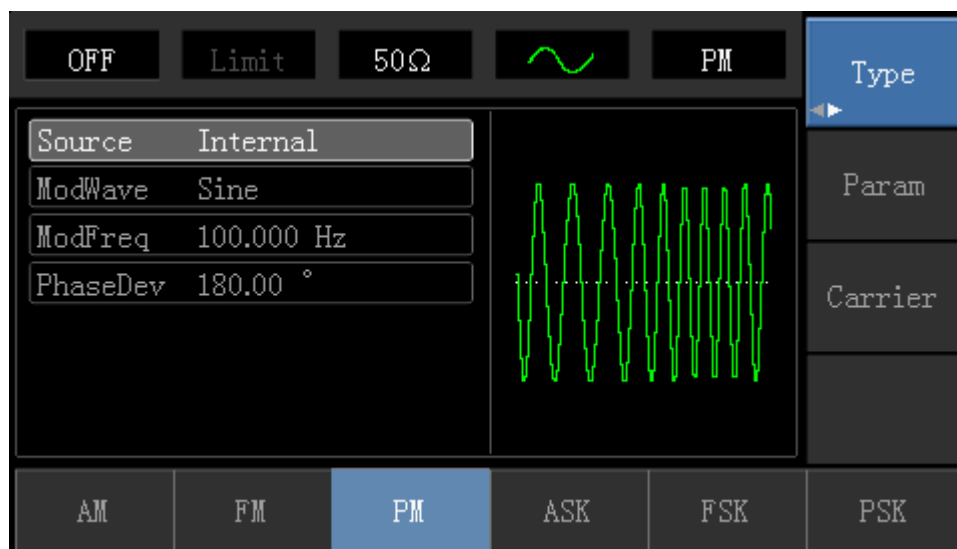 OFF Limit 50Ω PM
Type
Source Internal
ModWave Sine
ModFreq 100.000 Hz
PhaseDev 180.00 °
Param
Carrier
AM FM PM ASK FSK PSK